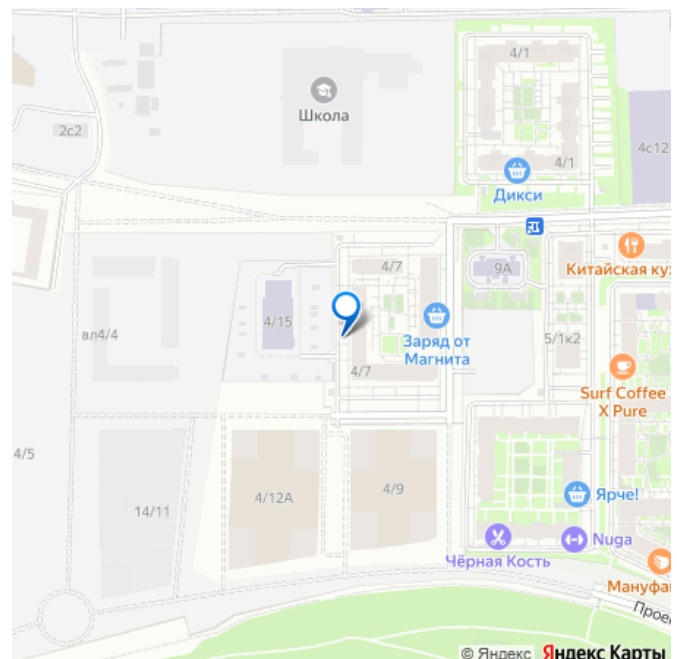 4/1
Школа
2с2
4с12
4/1
Дикси
4/7
9А
Китайская кух
4/15
вл4/4
Заряд от
Магнита
5/1к2
4/7
Surf Coffee
X Pure
4/5
4/12А
4/9
14/11
Ярче!
Чёрная Кость
Nuga
Мануфа
Прое
© Яндекс Яндекс Карты